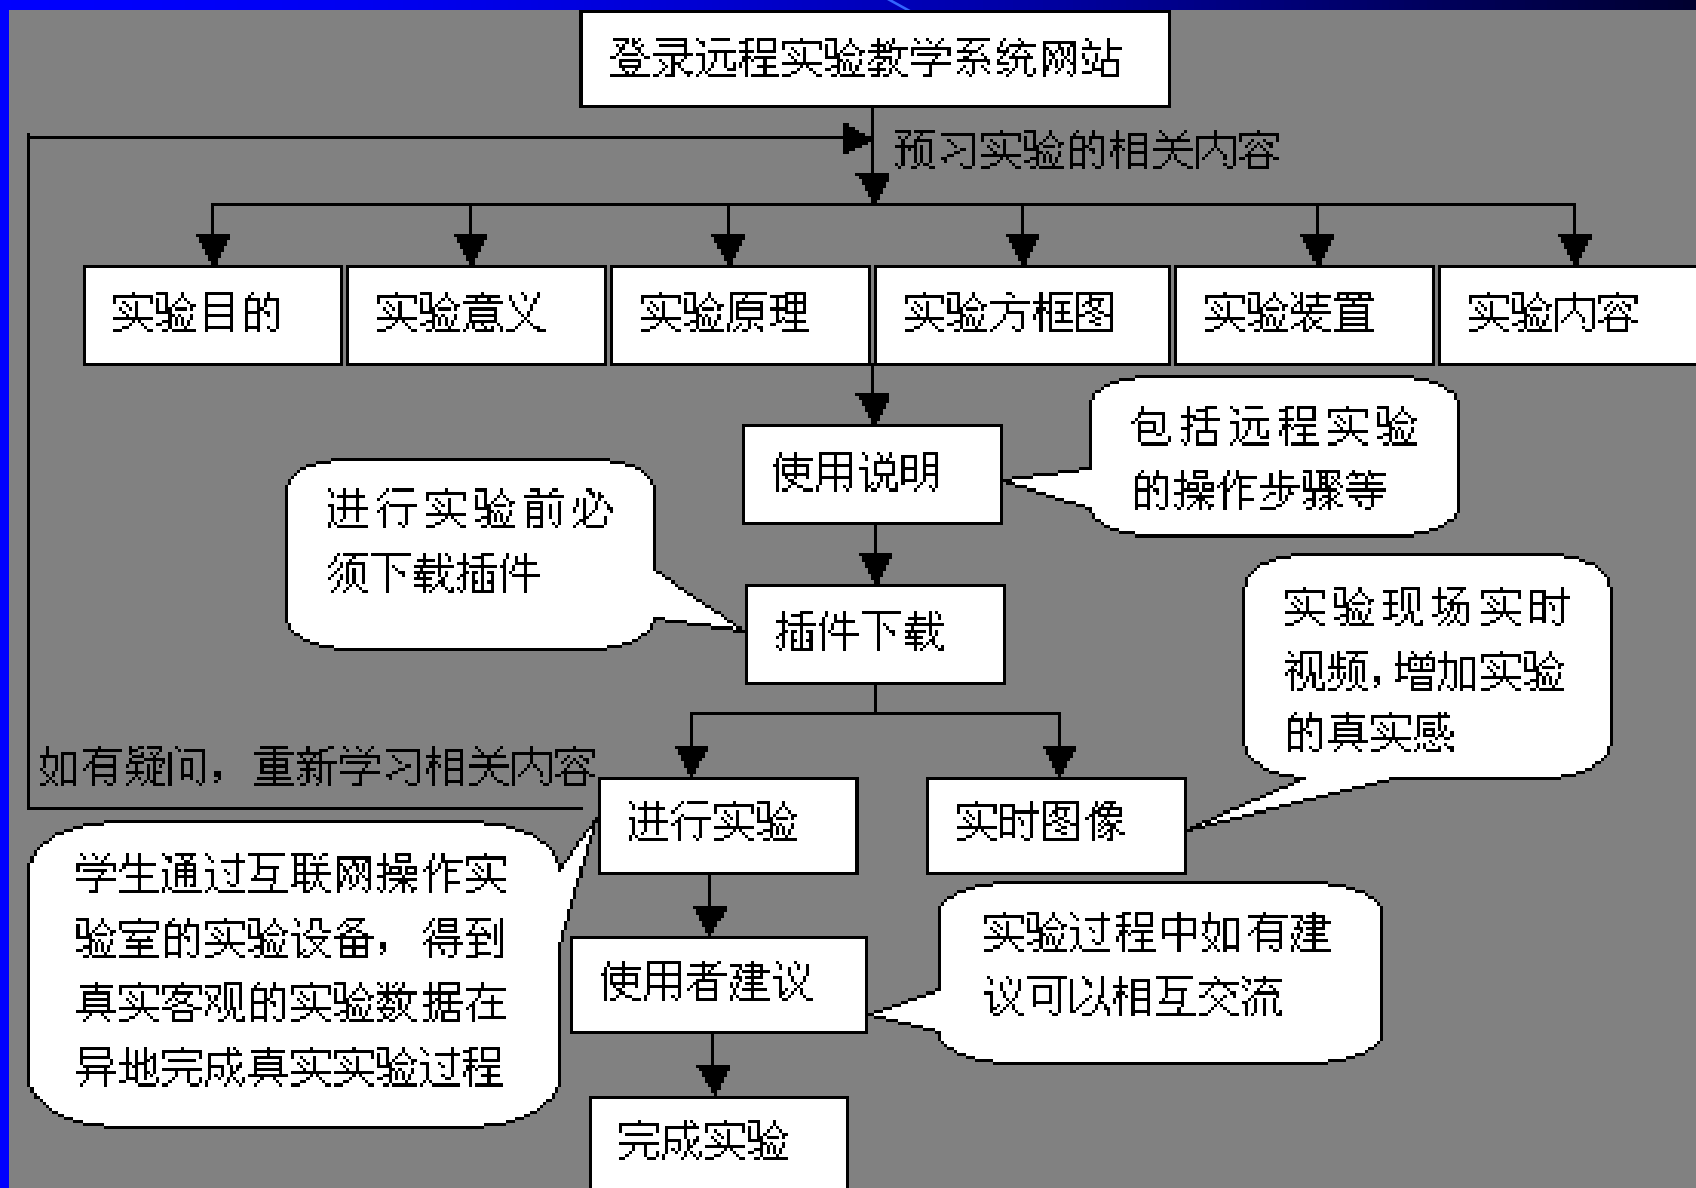 登录远程实验教学系统网站
预习实验的相关内容
实验目的
实验意义
实验原理
实验方框图
实验装置
实验内容
使用说明
包括远程实验
的操作步骤等
进行实验前必
须下载插件
插件下载
实验现场实时
视频，增加实验
的真实感
如有疑问，重新学习相关内容
进行实验
实时图像
学生通过互联网操作实
验室的实验设备，得到
真实客观的实验数据在
异地完成真实实验过程
使用者建议
实验过程中如有建
议可以相互交流
完成实验